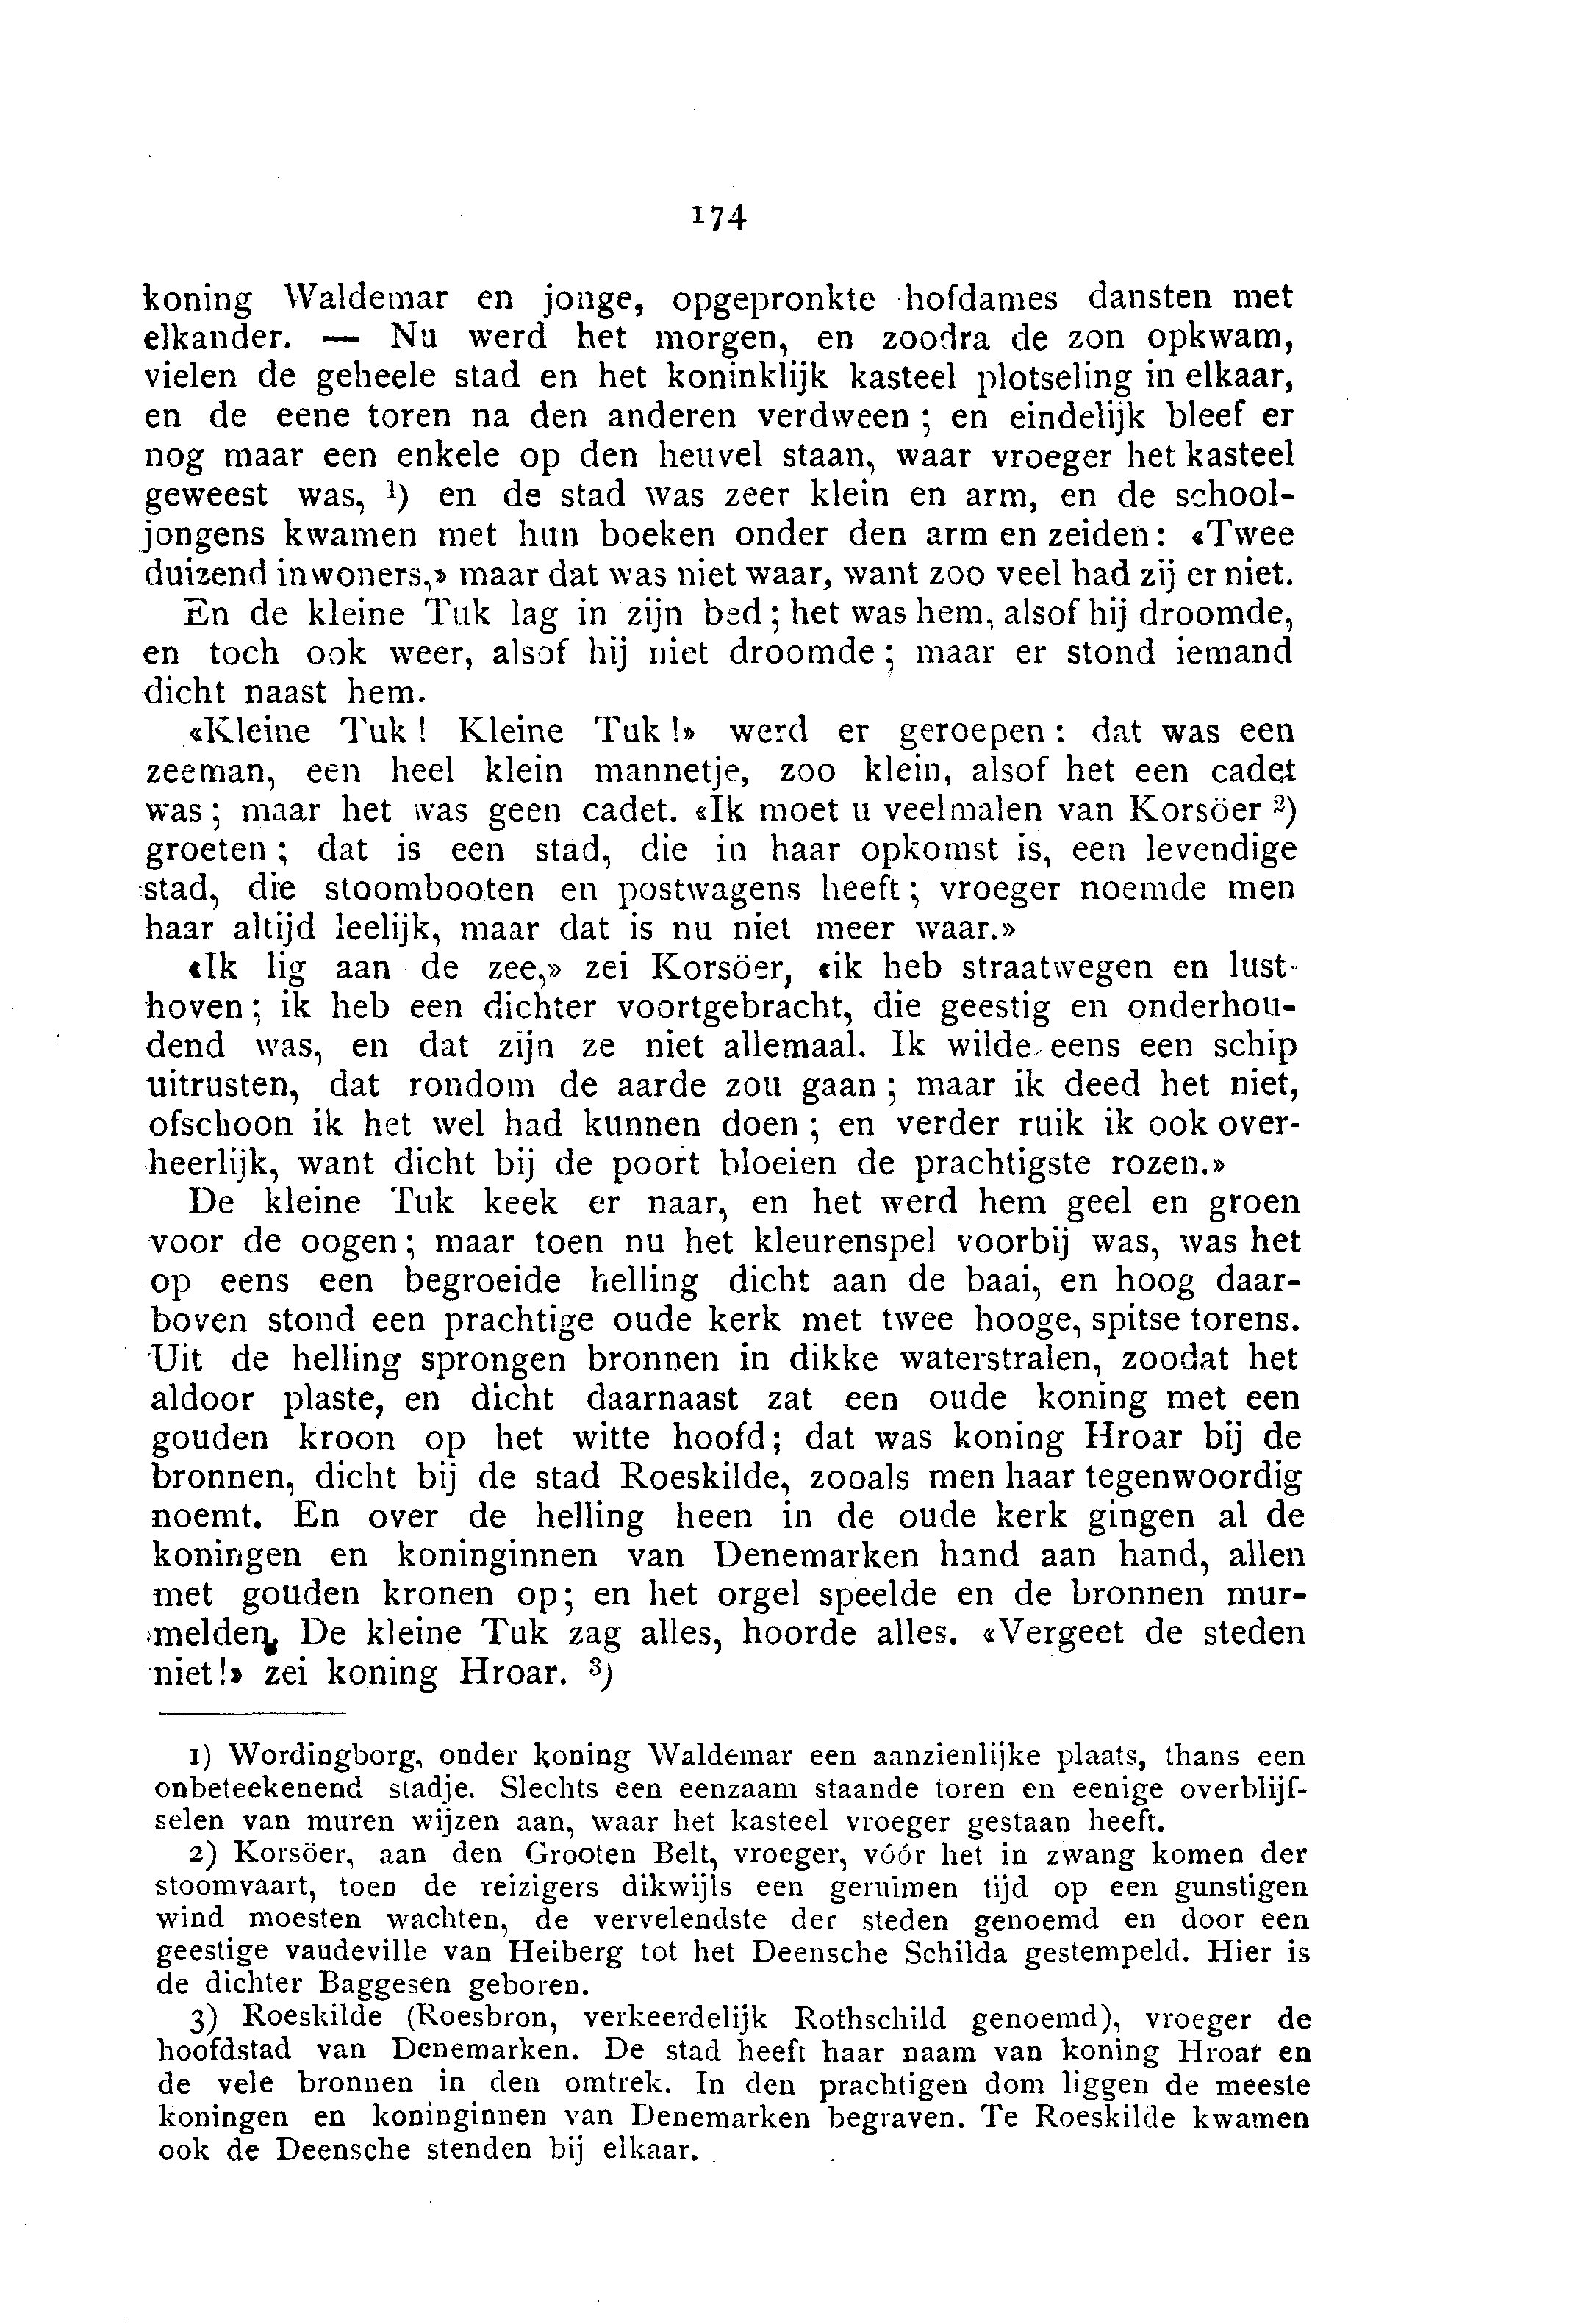 174
koning Waldemar en jonge, opgepronkte hofdames dansten met
elkander. — Nu werd het morgen, en zoodra de zon opkwam,
vielen de geheele stad en het koninklijk kasteel plotseling in elkaar,
en de eene toren na den anderen verdween ; en eindelijk bleef er
nog maar een enkele op den heuvel staan, waar vroeger het kasteel
geweest was, ¹) en de stad was zeer klein en arm, en de school-
jongens kwamen met hun boeken onder den arm en zeiden : «Twee
duizend inwoners,» maar dat was niet waar, want zoo veel had zij er niet.
En de kleine Tuk lag in zijn bed ; het was hem, alsof hij droomde,
en toch ook weer, alsof hij niet droomde ; maar er stond iemand
dicht naast hem.
«Kleine Tuk ! Kleine Tuk !» werd er geroepen : dat was een
zeeman, een heel klein mannetje, zoo klein, alsof het een cadet
was ; maar het was geen cadet. «Ik moet u veelmalen van Korsöer ²)
groeten ; dat is een stad, die in haar opkomst is, een levendige
stad, die stoombooten en postwagens heeft ; vroeger noemde men
haar altijd leelijk, maar dat is nu niet meer waar.»
«Ik lig aan de zee,» zei Korsöer, «ik heb straatwegen en lust-
hoven ; ik heb een dichter voortgebracht, die geestig en onderhou-
dend was, en dat zijn ze niet allemaal. Ik wilde eens een schip
uitrusten, dat rondom de aarde zou gaan ; maar ik deed het niet,
ofschoon ik het wel had kunnen doen ; en verder ruik ik ook over-
heerlijk, want dicht bij de poort bloeien de prachtigste rozen.»
De kleine Tuk keek er naar, en het werd hem geel en groen
voor de oogen ; maar toen nu het kleurenspel voorbij was, was het
op eens een begroeide helling dicht aan de baai, en hoog daar-
boven stond een prachtige oude kerk met twee hooge, spitse torens.
Uit de helling sprongen bronnen in dikke waterstralen, zoodat het
aldoor plaste, en dicht daarnaast zat een oude koning met een
gouden kroon op het witte hoofd ; dat was koning Hroar bij de
bronnen, dicht bij de stad Roeskilde, zooals men haar tegenwoordig
noemt. En over de helling heen in de oude kerk gingen al de
koningen en koninginnen van Denemarken hand aan hand, allen
met gouden kronen op ; en het orgel speelde en de bronnen mur-
melden. De kleine Tuk zag alles, hoorde alles. «Vergeet de steden
niet !» zei koning Hroar. ³)
1) Wordingborg, onder koning Waldemar een aanzienlijke plaats, thans een
onbeteekenend stadje. Slechts een eenzaam staande toren en eenige overblijf-
selen van muren wijzen aan, waar het kasteel vroeger gestaan heeft.
2) Korsöer, aan den Grooten Belt, vroeger, vóór het in zwang komen der
stoomvaart, toen de reizigers dikwijls een geruimen tijd op een gunstigen
wind moesten wachten, de vervelendste der steden genoemd en door een
geestige vaudeville van Heiberg tot het Deensche Schilda gestempeld. Hier is
de dichter Baggesen geboren.
3) Roeskilde (Roesbron, verkeerdelijk Rothschild genoemd), vroeger de
hoofdstad van Denemarken. De stad heeft haar naam van koning Hroar en
de vele bronnen in den omtrek. In den prachtigen dom liggen de meeste
koningen en koninginnen van Denemarken begraven. Te Roeskilde kwamen
ook de Deensche stenden bij elkaar.